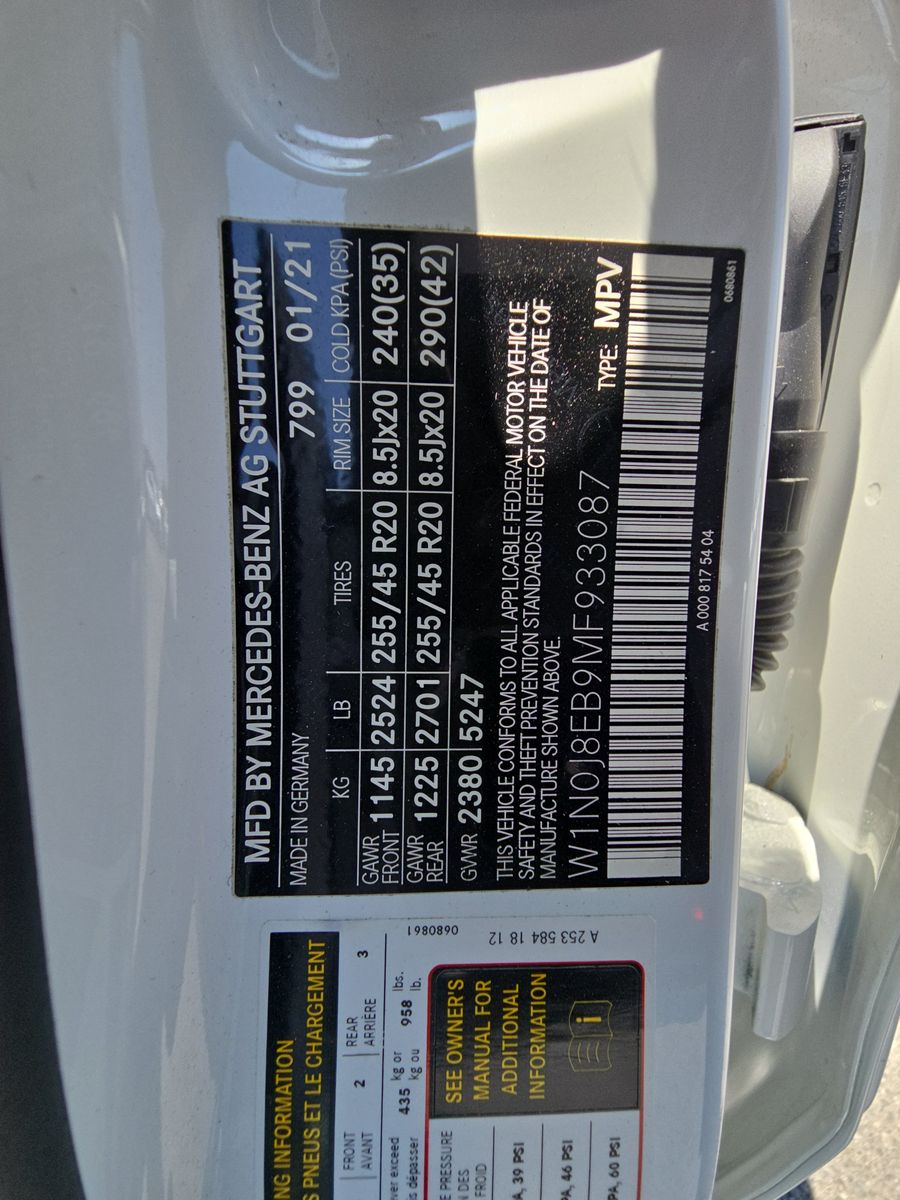 MFD BY MERCEDES-BENZ AG STUTTGART
MADE IN GERMANY 799 01/21
KG LB TIRES RIM SIZE COLD KPA(PSI)
GAWR FRONT 1145 2524 255/45 R20 8.5Jx20 240(35)
GAWR REAR 1225 2701 255/45 R20 8.5Jx20 290(42)
GVWR 2380 5247
THIS VEHICLE CONFORMS TO ALL APPLICABLE FEDERAL MOTOR VEHICLE
SAFETY AND THEFT PREVENTION STANDARDS IN EFFECT ON THE DATE OF
MANUFACTURE SHOWN ABOVE.
TYPE: MPV
W1N0J8EB9MF933087
A 000 817 54 04
0680861
NG INFORMATION
S PNEUS ET LE CHARGEMENT
FRONT 2 REAR 3
AVANT ARRIÈRE
ver exceed 435 kg or 958 lbs.
is dépasser kg ou lb.
0680861
A 253 584 18 12
E PRESSURE
N DES
FROID
A, 39 PSI
PA, 46 PSI
PA, 60 PSI
SEE OWNER'S
MANUAL FOR
ADDITIONAL
INFORMATION
i